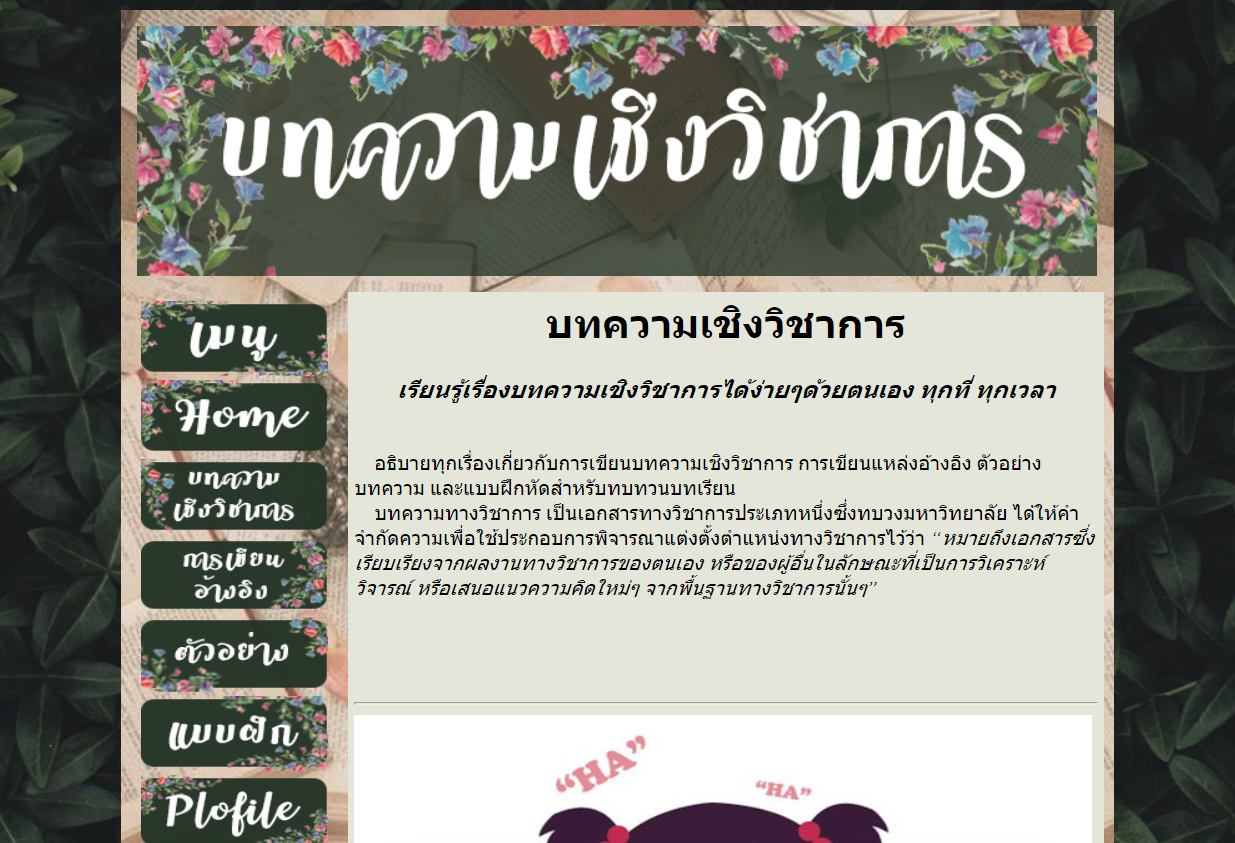 บทความเชิงวิชาการ
เมนู
Home
บทความ
เชิงวิชาการ
การเขียน
อ้างอิง
ตัวอย่าง
แบบฝึก
Plofile
บทความเชิงวิชาการ
เรียนรู้เรื่องบทความเชิงวิชาการได้ง่ายๆด้วยตนเอง ทุกที่ ทุกเวลา
อธิบายทุกเรื่องเกี่ยวกับการเขียนบทความเชิงวิชาการ การเขียนแหล่งอ้างอิง ตัวอย่าง
บทความ และแบบฝึกหัดสำหรับทบทวนบทเรียน
บทความทางวิชาการ เป็นเอกสารทางวิชาการประเภทหนึ่งซึ่งทบวงมหาวิทยาลัย ได้ให้คำ
จำกัดความเพื่อใช้ประกอบการพิจารณาแต่งตั้งตำแหน่งทางวิชาการไว้ว่า “หมายถึงเอกสารซึ่ง
เรียบเรียงจากผลงานทางวิชาการของตนเอง หรือของผู้อื่นในลักษณะที่เป็นการวิเคราะห์
วิจารณ์ หรือเสนอแนวความคิดใหม่ๆ จากพื้นฐานทางวิชาการนั้นๆ”
“HA”
“HA”